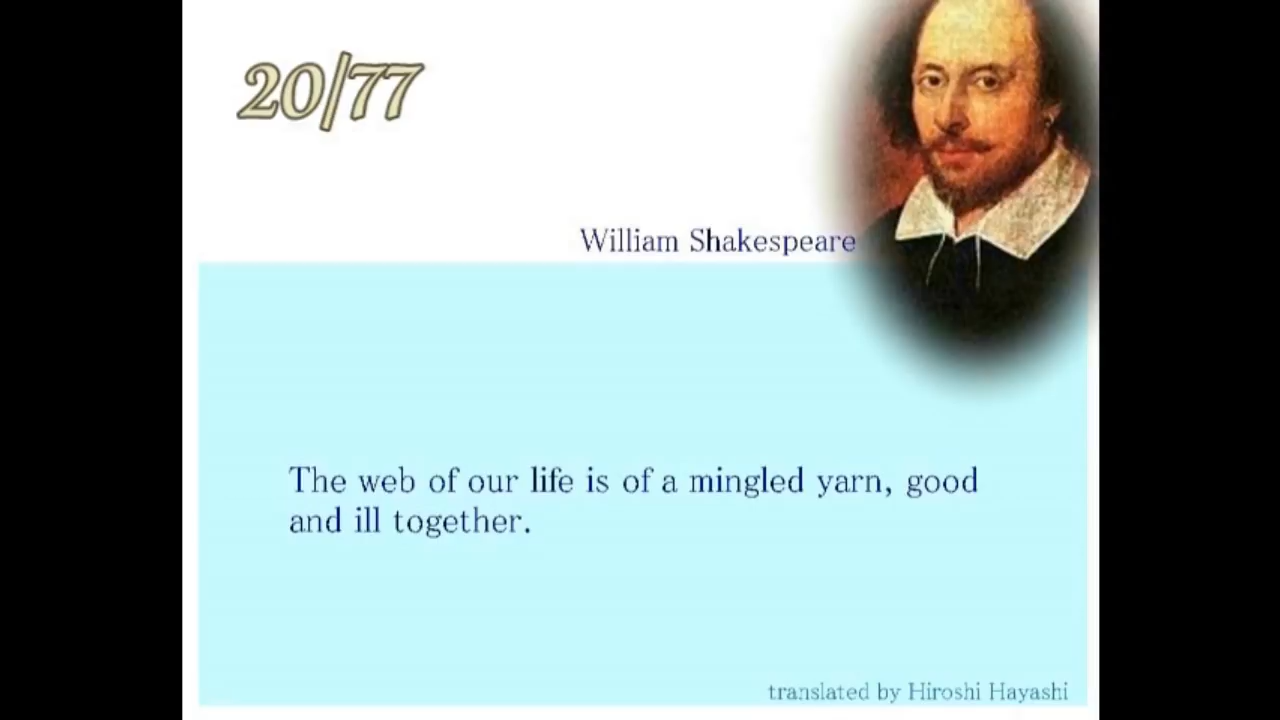 20/77
William Shakespeare
The web of our life is of a mingled yarn, good
and ill together.
translated by Hiroshi Hayashi